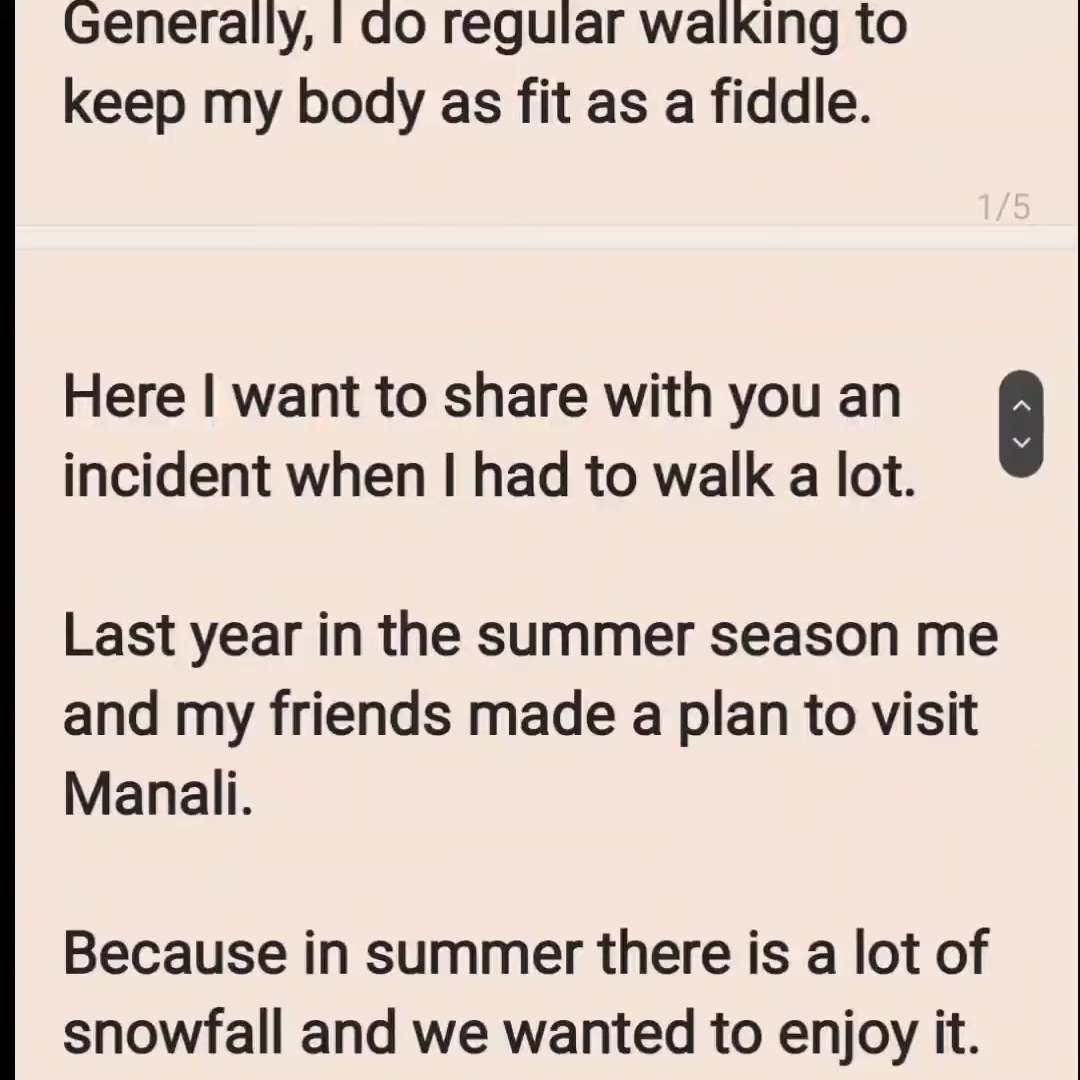 Generally, I do regular walking to
keep my body as fit as a fiddle.
1/5
Here I want to share with you an
incident when I had to walk a lot.
Last year in the summer season me
and my friends made a plan to visit
Manali.
Because in summer there is a lot of
snowfall and we wanted to enjoy it.